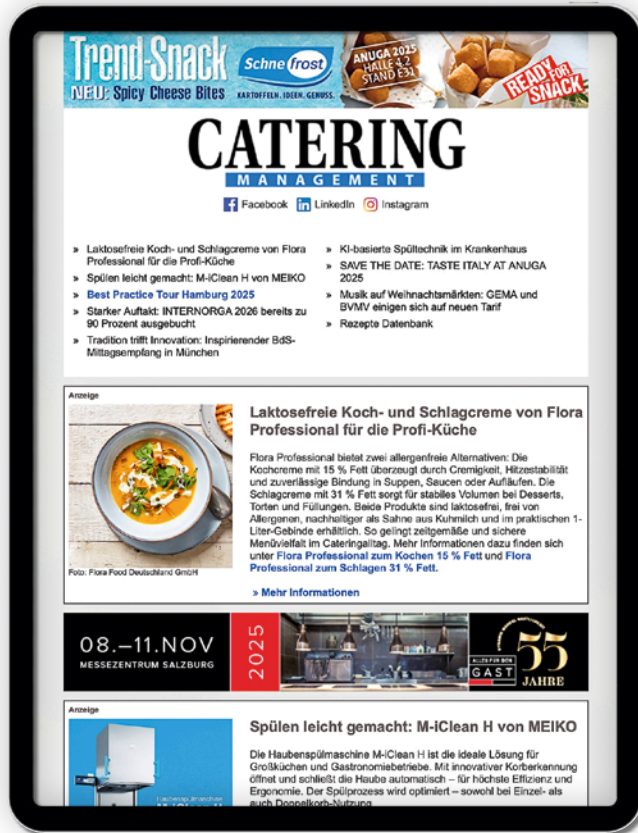 Trend-Snack
NEU: Spicy Cheese Bites
Schne frost
KARTOFFELN. IDEEN. GENUSS.
ANUGA 2025
HALLE 4.2
STAND E31
READY FOR
SNACK
CATERING
MANAGEMENT
Facebook LinkedIn Instagram
» Laktosefreie Koch- und Schlagcreme von Flora
Professional für die Profi-Küche
» Spülen leicht gemacht: M-iClean H von MEIKO
» Best Practice Tour Hamburg 2025
» Starker Auftakt: INTERNORGA 2026 bereits zu
90 Prozent ausgebucht
» Tradition trifft Innovation: Inspirierender BdS-
Mittagsempfang in München
» KI-basierte Spültechnik im Krankenhaus
» SAVE THE DATE: TASTE ITALY AT ANUGA
2025
» Musik auf Weihnachtsmärkten: GEMA und
BVMV einigen sich auf neuen Tarif
» Rezepte Datenbank
Anzeige
Foto: Flora Food Deutschland GmbH
Laktosefreie Koch- und Schlagcreme von Flora
Professional für die Profi-Küche
Flora Professional bietet zwei allergenfreie Alternativen: Die
Kochcreme mit 15 % Fett überzeugt durch Cremigkeit, Hitzestabilität
und zuverlässige Bindung in Suppen, Saucen oder Aufläufen. Die
Schlagcreme mit 31 % Fett sorgt für stabiles Volumen bei Desserts,
Torten und Füllungen. Beide Produkte sind laktosefrei, frei von
Allergenen, nachhaltiger als Sahne aus Kuhmilch und im praktischen 1-
Liter-Gebinde erhältlich. So gelingt zeitgemäße und sichere
Menüvielfalt im Cateringalltag. Mehr Informationen dazu finden sich
unter Flora Professional zum Kochen 15 % Fett und Flora
Professional zum Schlagen 31 % Fett.
» Mehr Informationen
08.–11.NOV
MESSEZENTRUM SALZBURG
2025
ALLES FÜR DEN
GAST
55
JAHRE
Anzeige
Haubenspülmaschine
M-iClean H
Spülen leicht gemacht: M-iClean H von MEIKO
Die Haubenspülmaschine M-iClean H ist die ideale Lösung für
Großküchen und Gastronomiebetriebe. Mit innovativer Korberkennung
öffnet und schließt die Haube automatisch – für höchste Effizienz und
Ergonomie. Der Spülprozess wird optimiert – sowohl bei Einzel- als
auch Doppelkorb-Nutzung